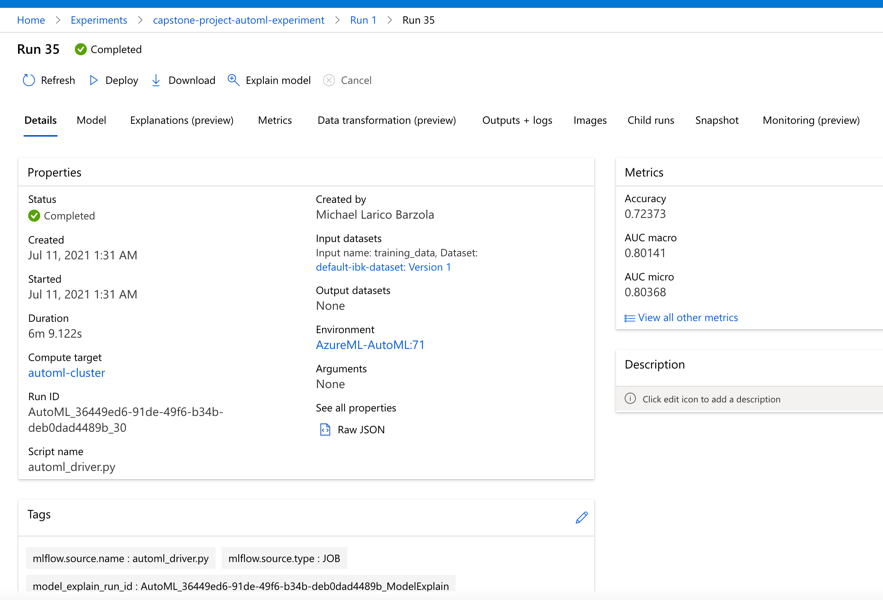 Home > Experiments > capstone-project-automl-experiment > Run 1 > Run 35
Run 35 Completed
Refresh Deploy Download Explain model Cancel
Details Model Explanations (preview) Metrics Data transformation (preview) Outputs + logs Images Child runs Snapshot Monitoring (preview)
Properties
Status
Completed
Created
Jul 11, 2021 1:31 AM
Started
Jul 11, 2021 1:31 AM
Duration
6m 9.122s
Compute target
automl-cluster
Run ID
AutoML_36449ed6-91de-49f6-b34b-
deb0dad4489b_30
Script name
automl_driver.py
Created by
Michael Larico Barzola
Input datasets
Input name: training_data, Dataset:
default-ibk-dataset: Version 1
Output datasets
None
Environment
AzureML-AutoML:71
Arguments
None
See all properties
Raw JSON
Metrics
Accuracy
0.72373
AUC macro
0.80141
AUC micro
0.80368
View all other metrics
Description
Click edit icon to add a description
Tags
mlflow.source.name : automl_driver.py mlflow.source.type : JOB
model_explain_run_id : AutoML_36449ed6-91de-49f6-b34b-deb0dad4489b_ModelExplain